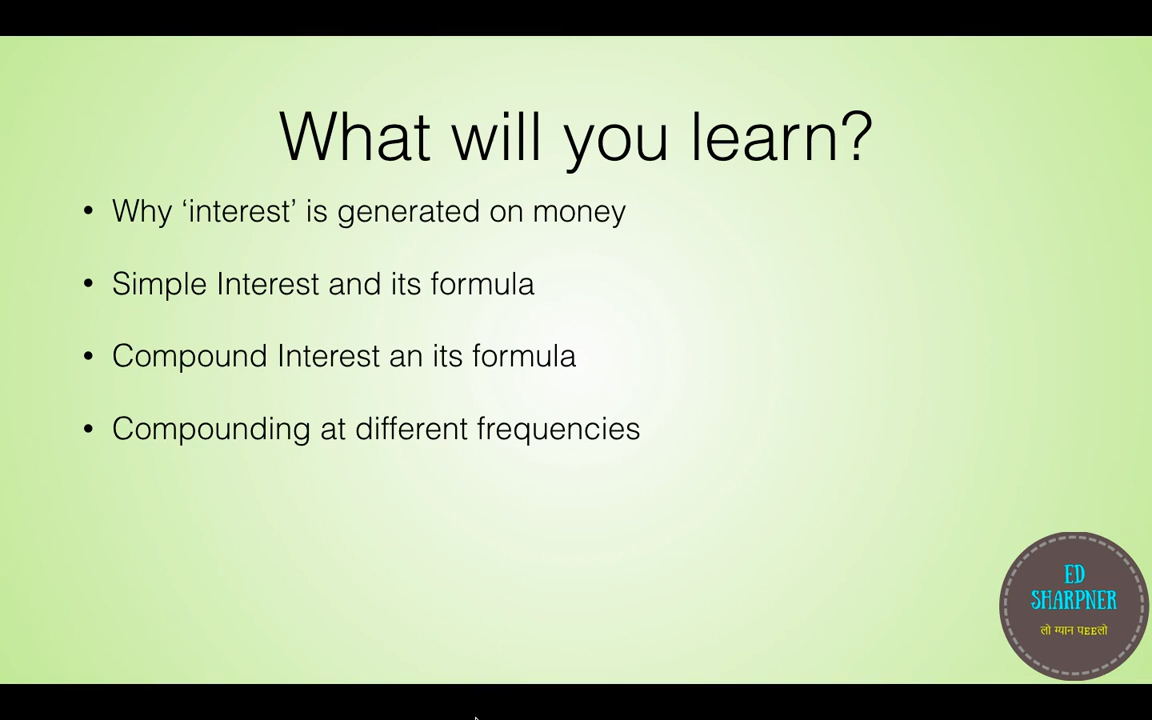 What will you learn?
• Why ‘interest’ is generated on money
• Simple Interest and its formula
• Compound Interest an its formula
• Compounding at different frequencies
ED
SHARPNER
लो ग्यान पEEलो